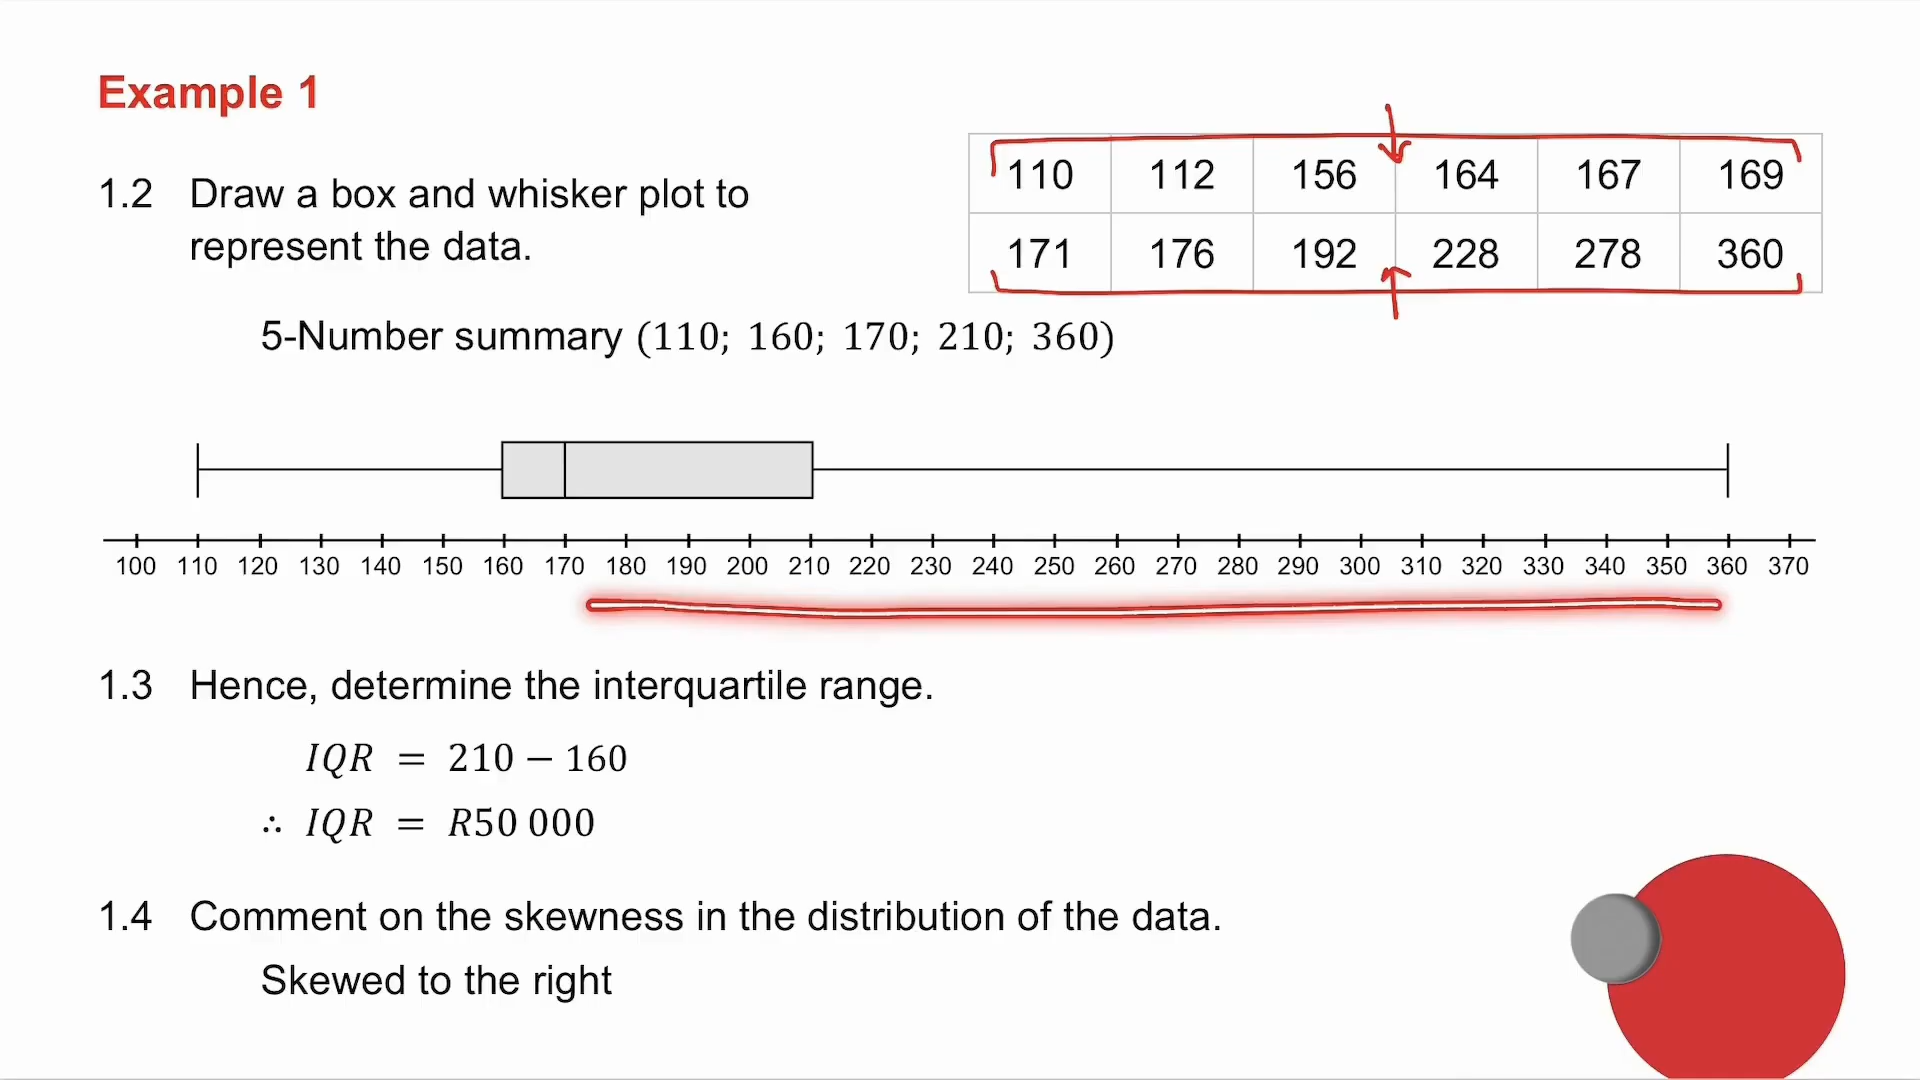 Example 1
1.2 Draw a box and whisker plot to
represent the data.
110 112 156 164 167 169
171 176 192 228 278 360
5-Number summary (110; 160; 170; 210; 360)
100 110 120 130 140 150 160 170 180 190 200 210 220 230 240 250 260 270 280 290 300 310 320 330 340 350 360 370
1.3 Hence, determine the interquartile range.
IQR = 210 − 160
∴ IQR = R50 000
1.4 Comment on the skewness in the distribution of the data.
Skewed to the right